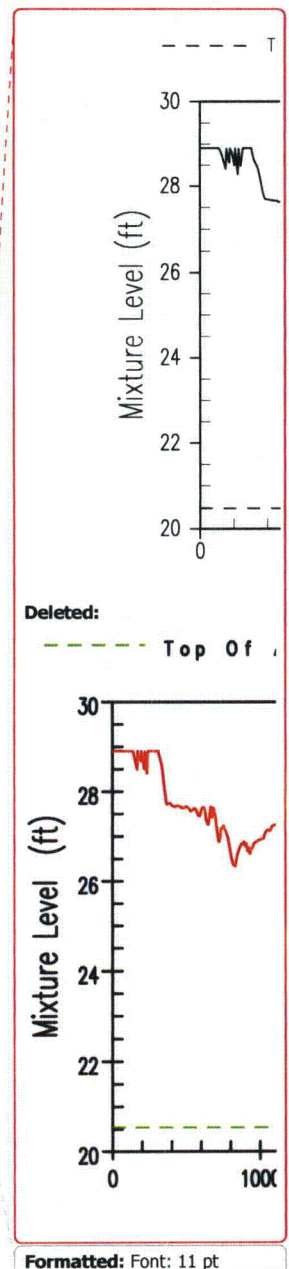 T
30
28
26
24
22
20
0
Mixture Level (ft)
Deleted:
Top Of
30
28
26
24
22
20
0
Mixture Level (ft)
Formatted: Font: 11 pt